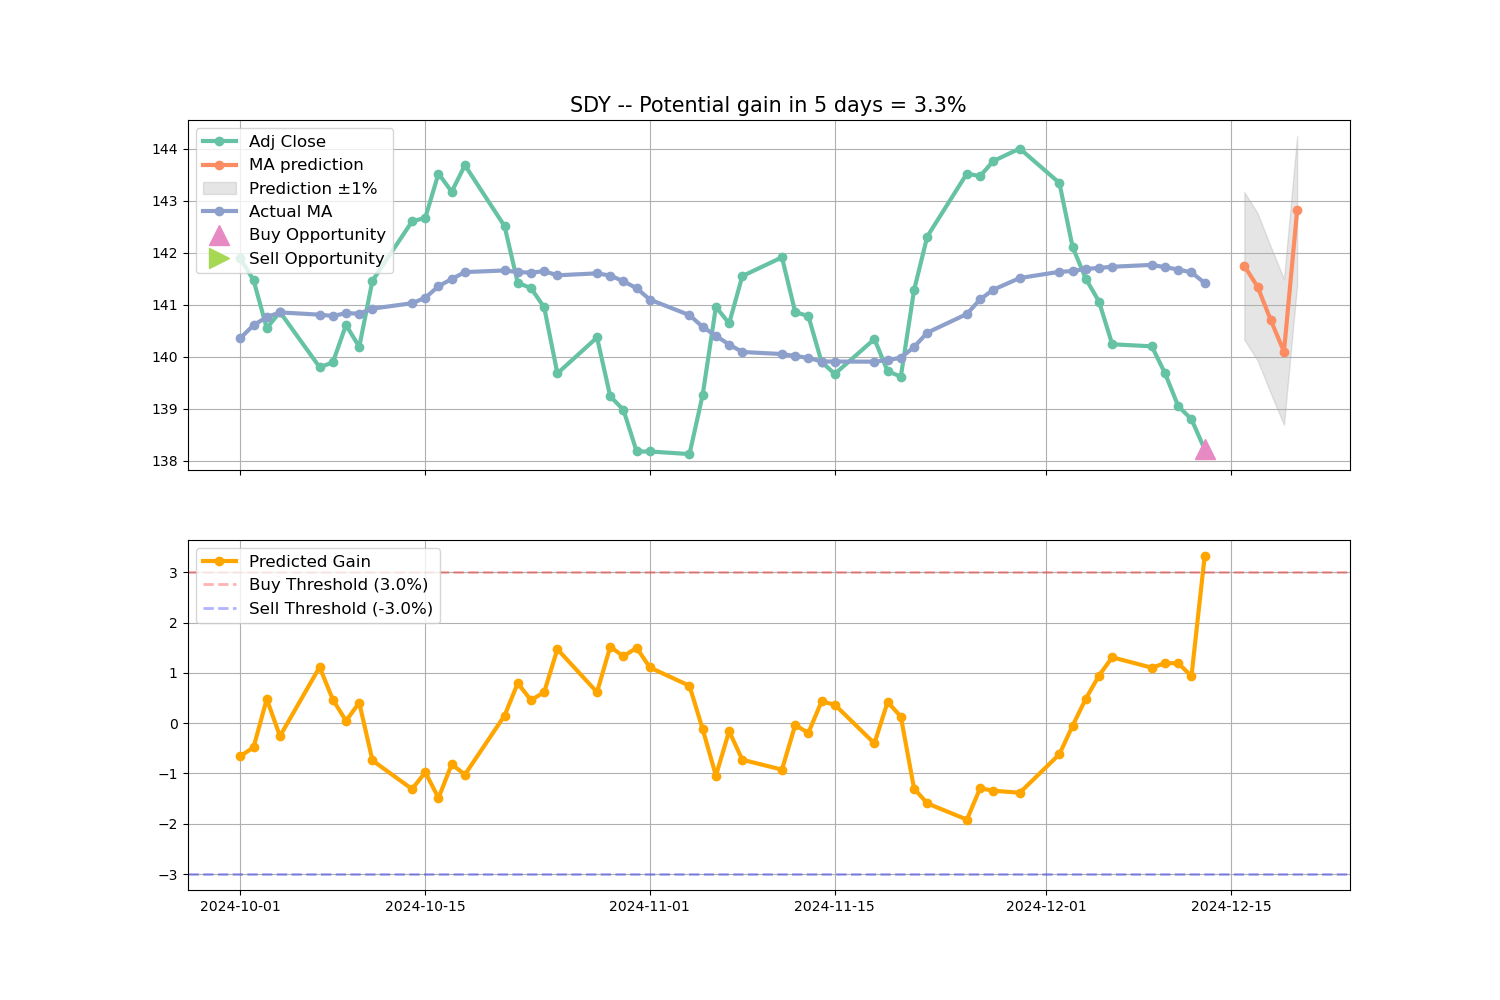 SDY -- Potential gain in 5 days = 3.3%
144
143
142
141
140
139
138
Adj Close
MA prediction
Prediction ±1%
Actual MA
Buy Opportunity
Sell Opportunity
3
2
1
0
−1
−2
−3
Predicted Gain
Buy Threshold (3.0%)
Sell Threshold (-3.0%)
2024-10-01
2024-10-15
2024-11-01
2024-11-15
2024-12-01
2024-12-15